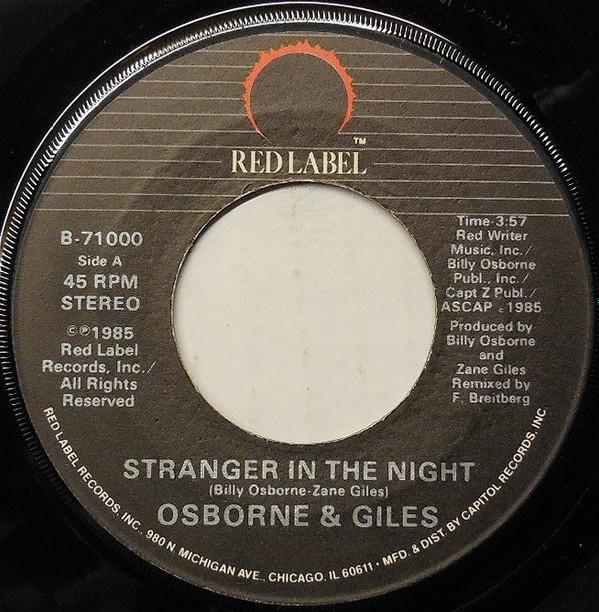 ™
RED LABEL
B-71000
Side A
45 RPM
STEREO
©℗1985
Red Label
Records, Inc./
All Rights
Reserved
Time-3:57
Red Writer
Music, Inc./
Billy Osborne
Publ., Inc./
Capt Z Publ./
ASCAP c 1985
Produced by
Billy Osborne
and
Zane Giles
Remixed by
F. Breitberg
STRANGER IN THE NIGHT
(Billy Osborne-Zane Giles)
OSBORNE & GILES
RED LABEL RECORDS, INC., 980 N. MICHIGAN AVE., CHICAGO, IL 60611 • MFD. & DIST. BY CAPITOL RECORDS, INC